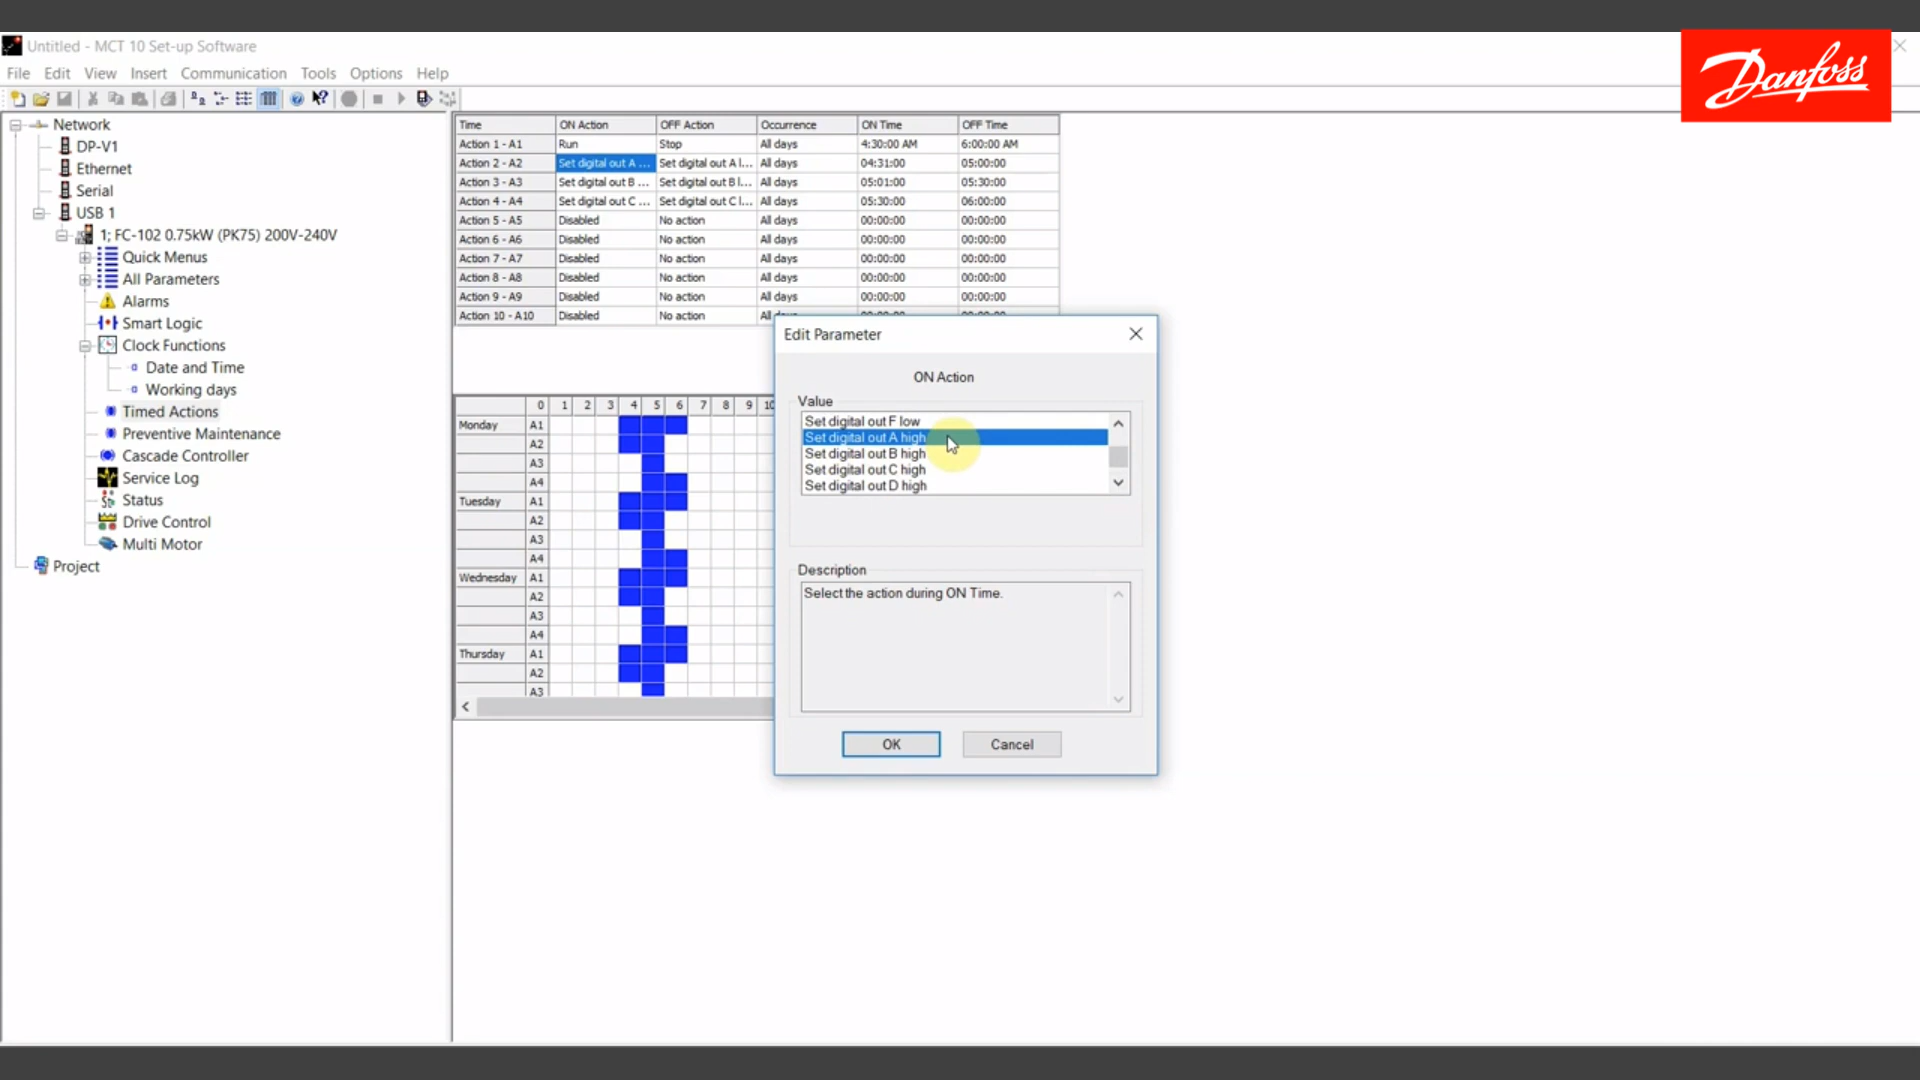 Untitled - MCT 10 Set-up Software
Danfoss
File Edit View Insert Communication Tools Options Help
Network
DP-V1
Ethernet
Serial
USB 1
1; FC-102 0.75kW (PK75) 200V-240V
Quick Menus
All Parameters
Alarms
Smart Logic
Clock Functions
Date and Time
Working days
Timed Actions
Preventive Maintenance
Cascade Controller
Service Log
Status
Drive Control
Multi Motor
Project
Time ON Action OFF Action Occurrence ON Time OFF Time
Action 1 - A1 Run Stop All days 4:30:00 AM 6:00:00 AM
Action 2 - A2 Set digital out A ... Set digital out A l... All days 04:31:00 05:00:00
Action 3 - A3 Set digital out B ... Set digital out B l... All days 05:01:00 05:30:00
Action 4 - A4 Set digital out C ... Set digital out C l... All days 05:30:00 06:00:00
Action 5 - A5 Disabled No action All days 00:00:00 00:00:00
Action 6 - A6 Disabled No action All days 00:00:00 00:00:00
Action 7 - A7 Disabled No action All days 00:00:00 00:00:00
Action 8 - A8 Disabled No action All days 00:00:00 00:00:00
Action 9 - A9 Disabled No action All days 00:00:00 00:00:00
Action 10 - A10 Disabled No action
0 1 2 3 4 5 6 7 8 9 10
Monday A1
A2
A3
A4
Tuesday A1
A2
A3
A4
Wednesday A1
A2
A3
A4
Thursday A1
A2
A3
Edit Parameter
ON Action
Value
Set digital out F low
Set digital out A high
Set digital out B high
Set digital out C high
Set digital out D high
Description
Select the action during ON Time.
OK Cancel